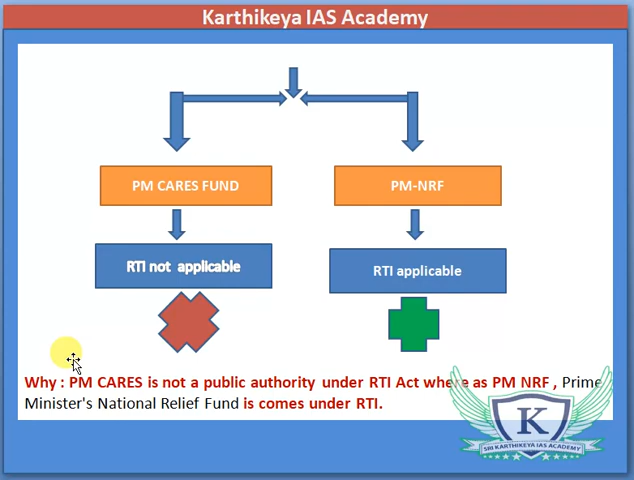 Karthikeya IAS Academy
PM CARES FUND
PM-NRF
RTI not applicable
RTI applicable
Why : PM CARES is not a public authority under RTI Act where as PM NRF , Prime
Minister's National Relief Fund is comes under RTI.
K
SRI KARTHIKEYA IAS ACADEMY